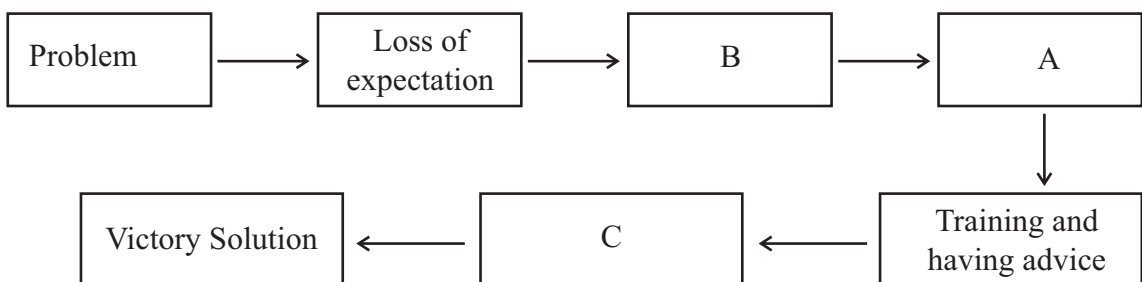 Problem
Loss of
expectation
B
A
Training and
having advice
C
Victory Solution